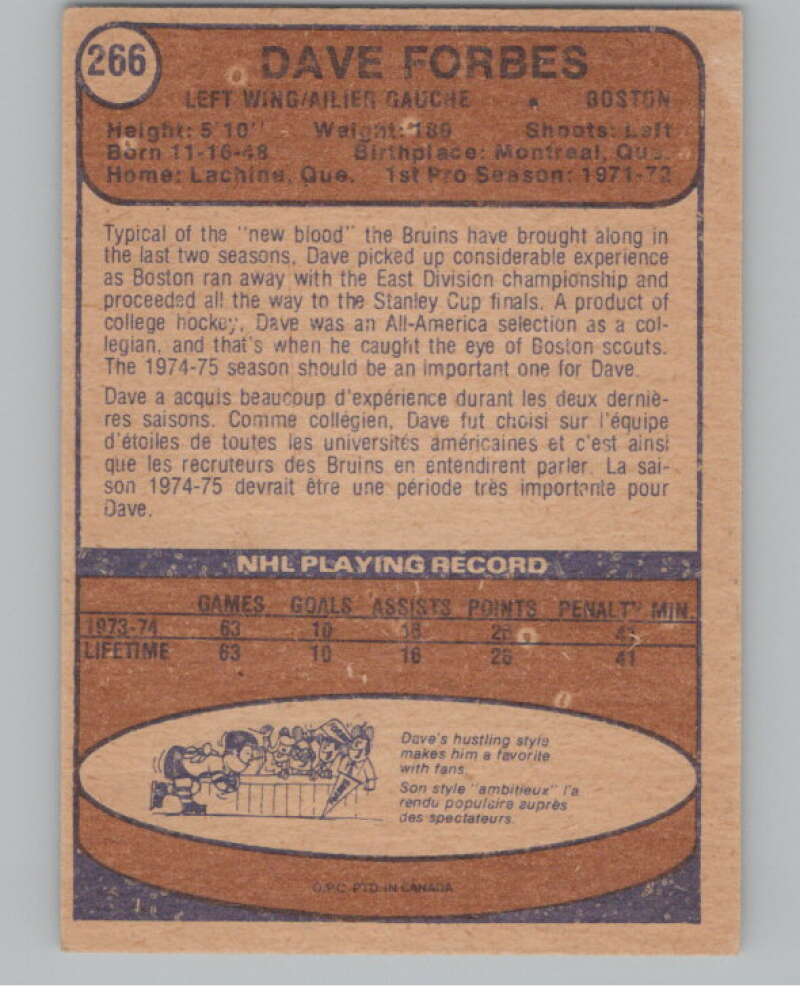 266
DAVE FORBES
LEFT WING/AILIER GAUCHE • BOSTON
Height: 5'10" Weight: 180 Shoots: Left
Born 11-16-48 Birthplace: Montreal, Que.
Home: Lachine, Que. 1st Pro Season: 1971-72
Typical of the "new blood" the Bruins have brought along in
the last two seasons, Dave picked up considerable experience
as Boston ran away with the East Division championship and
proceeded all the way to the Stanley Cup finals. A product of
college hockey, Dave was an All-America selection as a col-
legian, and that's when he caught the eye of Boston scouts.
The 1974-75 season should be an important one for Dave.
Dave a acquis beaucoup d'expérience durant les deux derniè-
res saisons. Comme collégien, Dave fut choisi sur l'équipe
d'étoiles de toutes les universités américaines et c'est ainsi
que les recruteurs des Bruins en entendirent parler. La sai-
son 1974-75 devrait être une période très importante pour
Dave.
NHL PLAYING RECORD
GAMES GOALS ASSISTS POINTS PENALTY MIN.
1973-74 63 10 16 26 41
LIFETIME 63 10 16 26 41
Dave's hustling style
makes him a favorite
with fans.
Son style "ambitieux" l'a
rendu populaire auprès
des spectateurs.
O.P.C. PTD IN CANADA